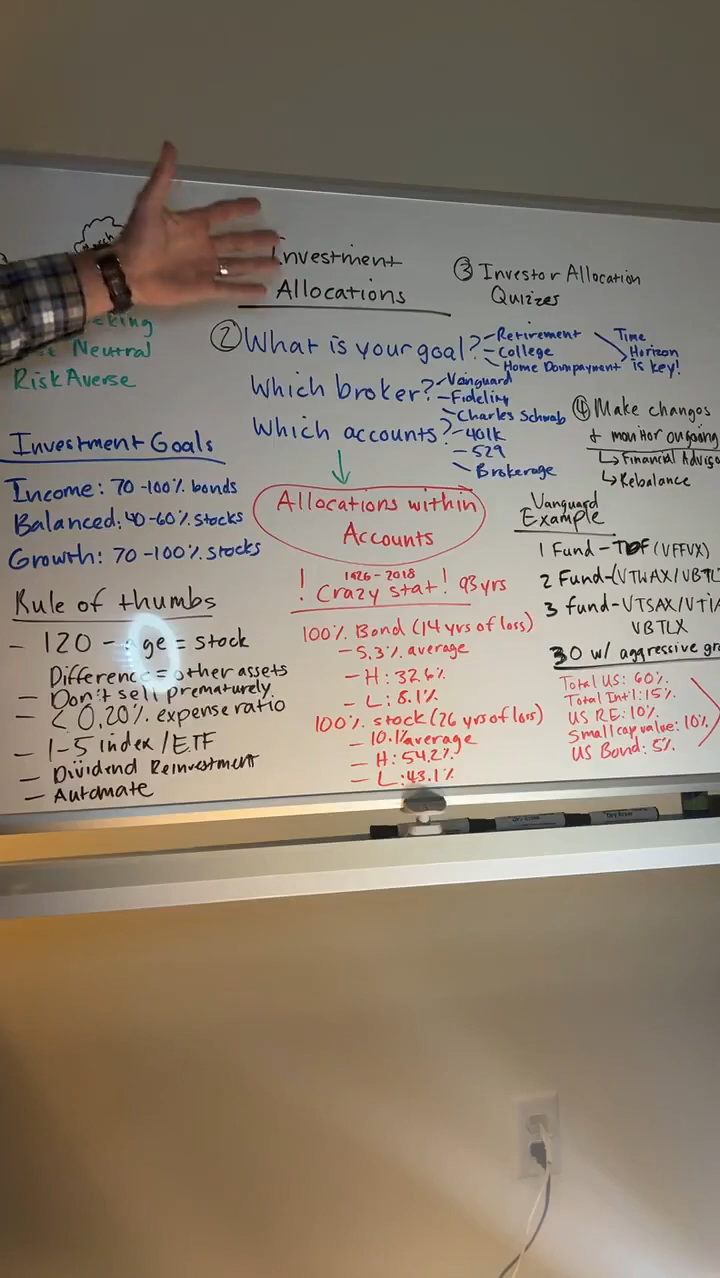 Investment
Allocations
Neutral
Risk Averse
② What is your goal?
- Retirement
- College
- Home Downpayment
Time
Horizon
is key!
Which broker?
- Vanguard
- Fidelity
- Charles Schwab
Which accounts?
- 401k
- 529
- Brokerage
Allocations within
Accounts
③ Investor Allocation
Quizes
④ Make changes
+ monitor ongoing
↳ Financial
↳ Rebalance
Investment Goals
Income: 70-100% bonds
Balanced: 40-60% stocks
Growth: 70-100% stocks
Rule of thumbs
- 120 - age = stock
Difference = other assets
- Don't sell prematurely.
- < 0.20% expense ratio
- 1-5 index/ETF
- Dividend Reinvestment
- Automate
1926-2018
! Crazy stat! 93 yrs
100% Bond (14 yrs of loss)
- 5.3% average
- H: 32.6%
- L: 8.1%
100% stock (26 yrs of loss)
- 10.1% average
- H: 54.2%
- L: 43.1%
Vanguard
Example
1 Fund - TDF (VFFVX)
2 Fund - (VTWAX/VBTL
3 fund - VTSAX/VTIA
VBTLX
30 w/ aggressive
Total US: 60%
Total Int'l: 15%
US RE: 10%
Small cap value: 10%
US Bond: 5%